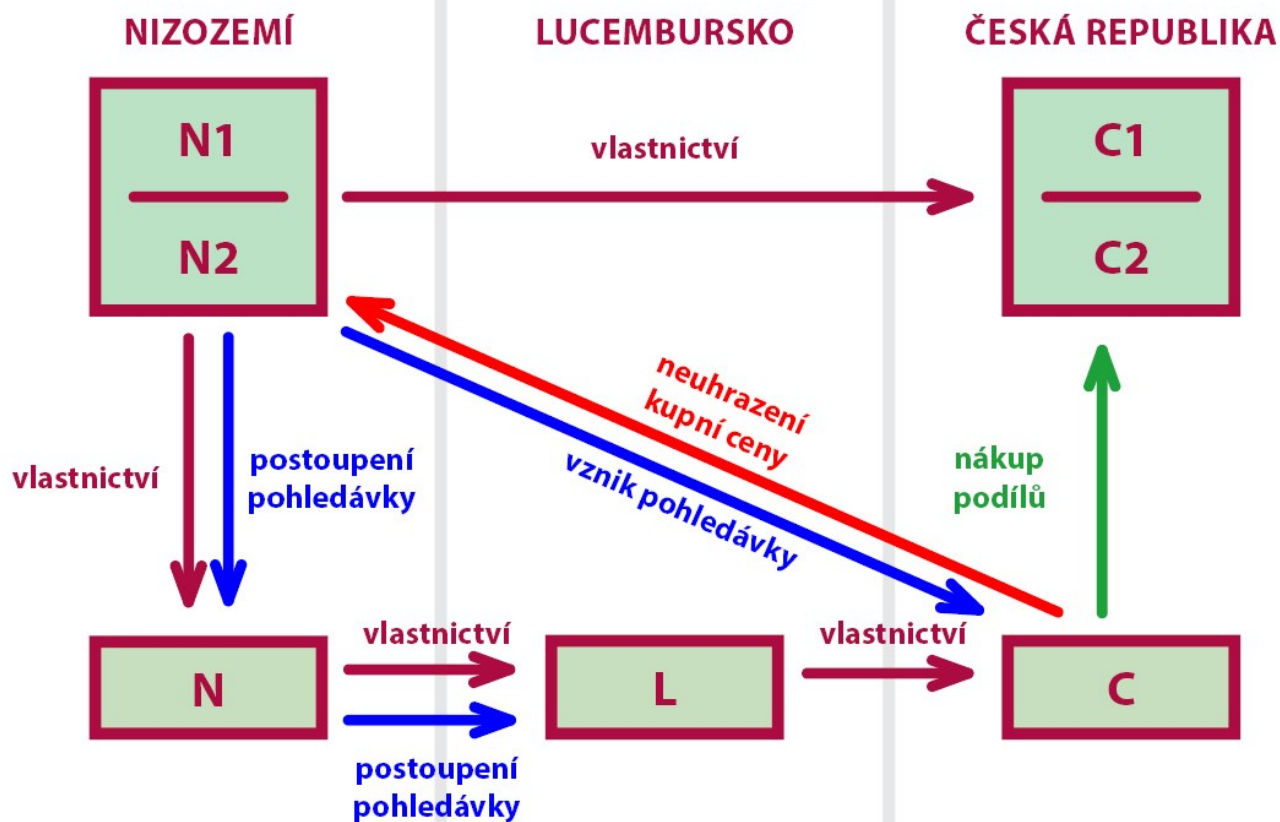 NIZOZEMÍ
LUCEMBURSKO
ČESKÁ REPUBLIKA
N1
N2
vlastnictví
C1
C2
vlastnictví
postoupení
pohledávky
neuhrazení
kupní ceny
vznik pohledávky
nákup
podílů
N
vlastnictví
postoupení
pohledávky
L
vlastnictví
C